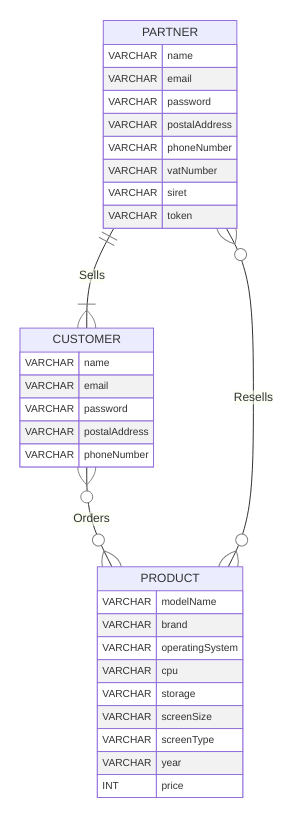 PARTNER
VARCHAR name
VARCHAR email
VARCHAR password
VARCHAR postalAddress
VARCHAR phoneNumber
VARCHAR vatNumber
VARCHAR siret
VARCHAR token
Sells
CUSTOMER
VARCHAR name
VARCHAR email
VARCHAR password
VARCHAR postalAddress
VARCHAR phoneNumber
Resells
Orders
PRODUCT
VARCHAR modelName
VARCHAR brand
VARCHAR operatingSystem
VARCHAR cpu
VARCHAR storage
VARCHAR screenSize
VARCHAR screenType
VARCHAR year
INT price